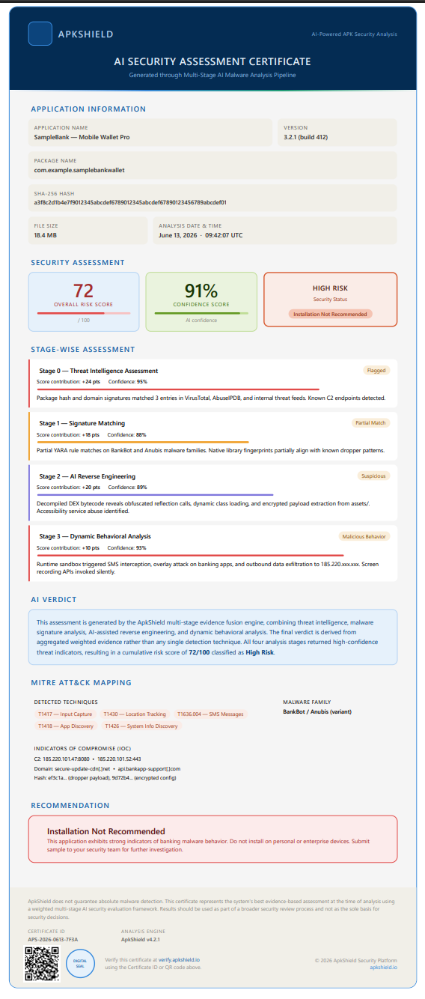 APKSHIELD
AI-Powered APK Security Analysis
AI SECURITY ASSESSMENT CERTIFICATE
Generated through Multi-Stage AI Malware Analysis Pipeline
APPLICATION INFORMATION
APPLICATION NAME
SampleBank — Mobile Wallet Pro
VERSION
3.2.1 (build 412)
PACKAGE NAME
com.example.samplebankwallet
SHA-256 HASH
a3f8c2d1b4e7f9012345abcdef6789012345abcdef67890123456789abcdef01
FILE SIZE
18.4 MB
ANALYSIS DATE & TIME
June 13, 2026 · 09:42:07 UTC
SECURITY ASSESSMENT
72
OVERALL RISK SCORE
/ 100
91%
CONFIDENCE SCORE
AI confidence
HIGH RISK
Security Status
Installation Not Recommended
STAGE-WISE ASSESSMENT
Stage 0 — Threat Intelligence Assessment
Flagged
Score contribution: +24 pts Confidence: 95%
Package hash and domain signatures matched 3 entries in VirusTotal, AbuseIPDB, and internal threat feeds. Known C2 endpoints detected.
Stage 1 — Signature Matching
Partial Match
Score contribution: +18 pts Confidence: 88%
Partial YARA rule matches on BankBot and Anubis malware families. Native library fingerprints partially align with known dropper patterns.
Stage 2 — AI Reverse Engineering
Suspicious
Score contribution: +20 pts Confidence: 89%
Decompiled DEX bytecode reveals obfuscated reflection calls, dynamic class loading, and encrypted payload extraction from assets/.
Accessibility service abuse identified.
Stage 3 — Dynamic Behavioral Analysis
Malicious Behavior
Score contribution: +10 pts Confidence: 93%
Runtime sandbox triggered SMS interception, overlay attack on banking apps, and outbound data exfiltration to 185.220.xxx.xxx. Screen
recording APIs invoked silently.
AI VERDICT
This assessment is generated by the ApkShield multi-stage evidence fusion engine, combining threat intelligence, malware
signature analysis, AI-assisted reverse engineering, and dynamic behavioral analysis. The final verdict is derived from
aggregated weighted evidence rather than any single detection technique. All four analysis stages returned high-confidence
threat indicators, resulting in a cumulative risk score of 72/100 classified as High Risk.
MITRE ATT&CK MAPPING
DETECTED TECHNIQUES
T1417 — Input Capture
T1430 — Location Tracking
T1636.004 — SMS Messages
T1418 — App Discovery
T1426 — System Info Discovery
MALWARE FAMILY
BankBot / Anubis (variant)
INDICATORS OF COMPROMISE (IOC)
C2: 185.220.101.47:8080 • 185.220.101.52:443
Domain: secure-update-cdn[.]net • api.bankapp-support[.]com
Hash: ef3c1a... (dropper payload), 9d72b4... (encrypted config)
RECOMMENDATION
Installation Not Recommended
This application exhibits strong indicators of banking malware behavior. Do not install on personal or enterprise devices. Submit
sample to your security team for further investigation.
ApkShield does not guarantee absolute malware detection. This certificate represents the system's best evidence-based assessment at the time of analysis using
a weighted multi-stage AI security evaluation framework. Results should be used as part of a broader security review process and not as the sole basis for
security decisions.
CERTIFICATE ID
APS-2026-0613-7F3A
ANALYSIS ENGINE
ApkShield v4.2.1
DIGITAL
SEAL
Verify this certificate at verify.apkshield.io
using the Certificate ID or QR code above.
© 2026 ApkShield Security Platform
apkshield.io